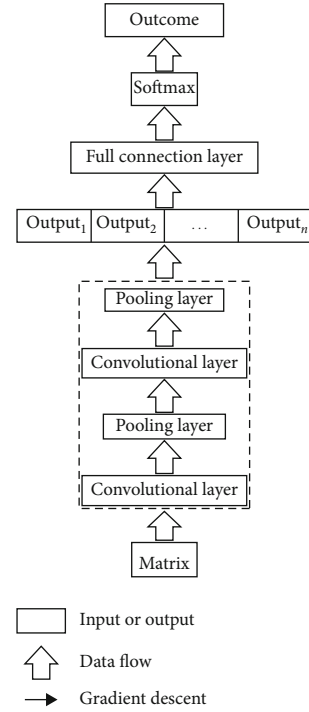 Outcome
Softmax
Full connection layer
Output₁ Output₂ ... Outputₙ
Pooling layer
Convolutional layer
Pooling layer
Convolutional layer
Matrix
Input or output
Data flow
Gradient descent